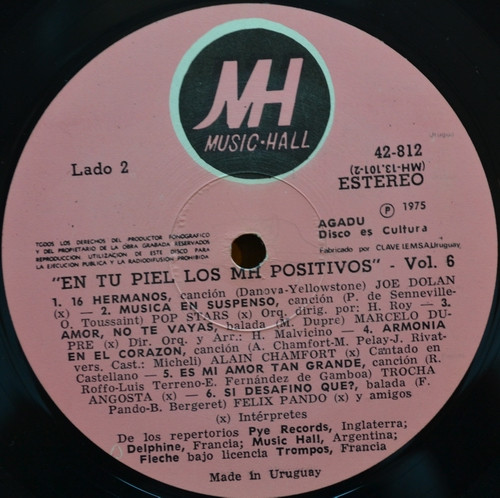 MH
MUSIC·HALL
Lado 2
42-812
(MH-13.101-2)
ESTEREO
TODOS LOS DERECHOS DEL PRODUCTOR FONOGRAFICO
Y DEL PROPIETARIO DE LA OBRA GRABADA RESERVADOS
REPRODUCCION UTILIZACION DE ESTE DISCO PARA
LA EJECUCION PUBLICA Y LA RADIODIFUSION PROHIBIDA
℗ 1975
AGADU
Disco es Cultura
Fabricado por CLAVE IEMSA Uruguay
"EN TU PIEL LOS MH POSITIVOS" - Vol. 6
1. 16 HERMANOS, canción (Danova-Yellowstone) JOE DOLAN
(x) — 2. MUSICA EN SUSPENSO, canción (P. de Senneville-
O. Toussaint) POP STARS (x) Orq. dirig. por: H. Roy — 3.
AMOR, NO TE VAYAS, balada (M. Dupre) MARCELO DU-
PRE (x) Dir. Orq. y Arr.: H. Malvicino — 4. ARMONIA
EN EL CORAZON, canción (A. Chamfort-M. Pelay-J. Rivat-
vers. Cast.: Micheli) ALAIN CHAMFORT (x) Cantado en
Castellano — 5. ES MI AMOR TAN GRANDE, canción (R.
Roffo-Luis Terreno-E. Fernández de Gamboa) TROCHA
ANGOSTA (x) — 6. SI DESAFINO QUE?, balada (F.
Pando-B. Bergeret) FELIX PANDO (x) y amigos
(x) Intérpretes
De los repertorios Pye Records, Inglaterra;
Delphine, Francia; Music Hall, Argentina;
Fleche bajo licencia Trompos, Francia
Made in Uruguay